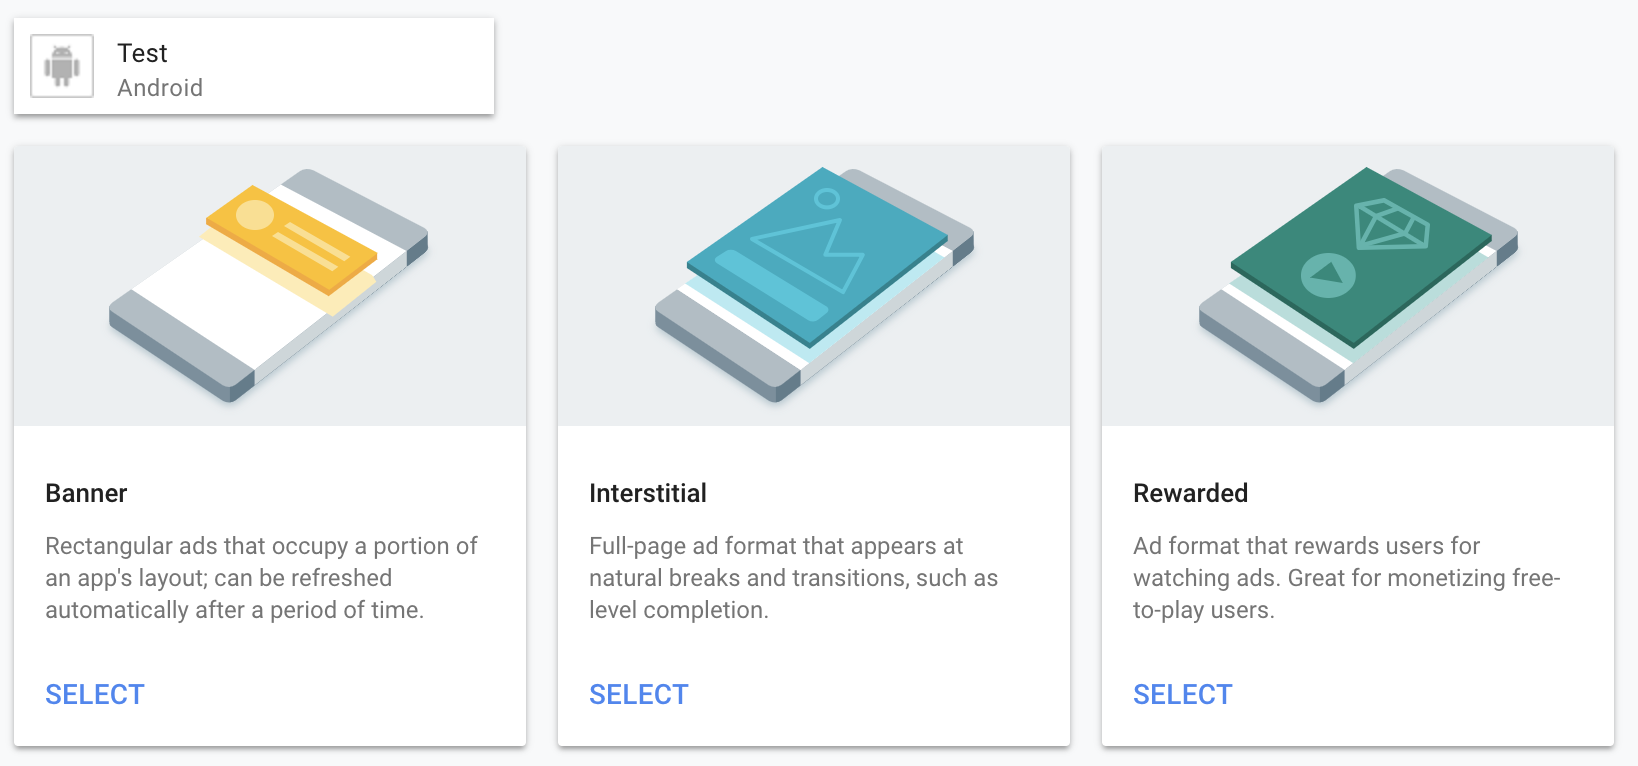 Test
Android
Banner
Rectangular ads that occupy a portion of
an app's layout; can be refreshed
automatically after a period of time.
SELECT
Interstitial
Full-page ad format that appears at
natural breaks and transitions, such as
level completion.
SELECT
Rewarded
Ad format that rewards users for
watching ads. Great for monetizing free-
to-play users.
SELECT